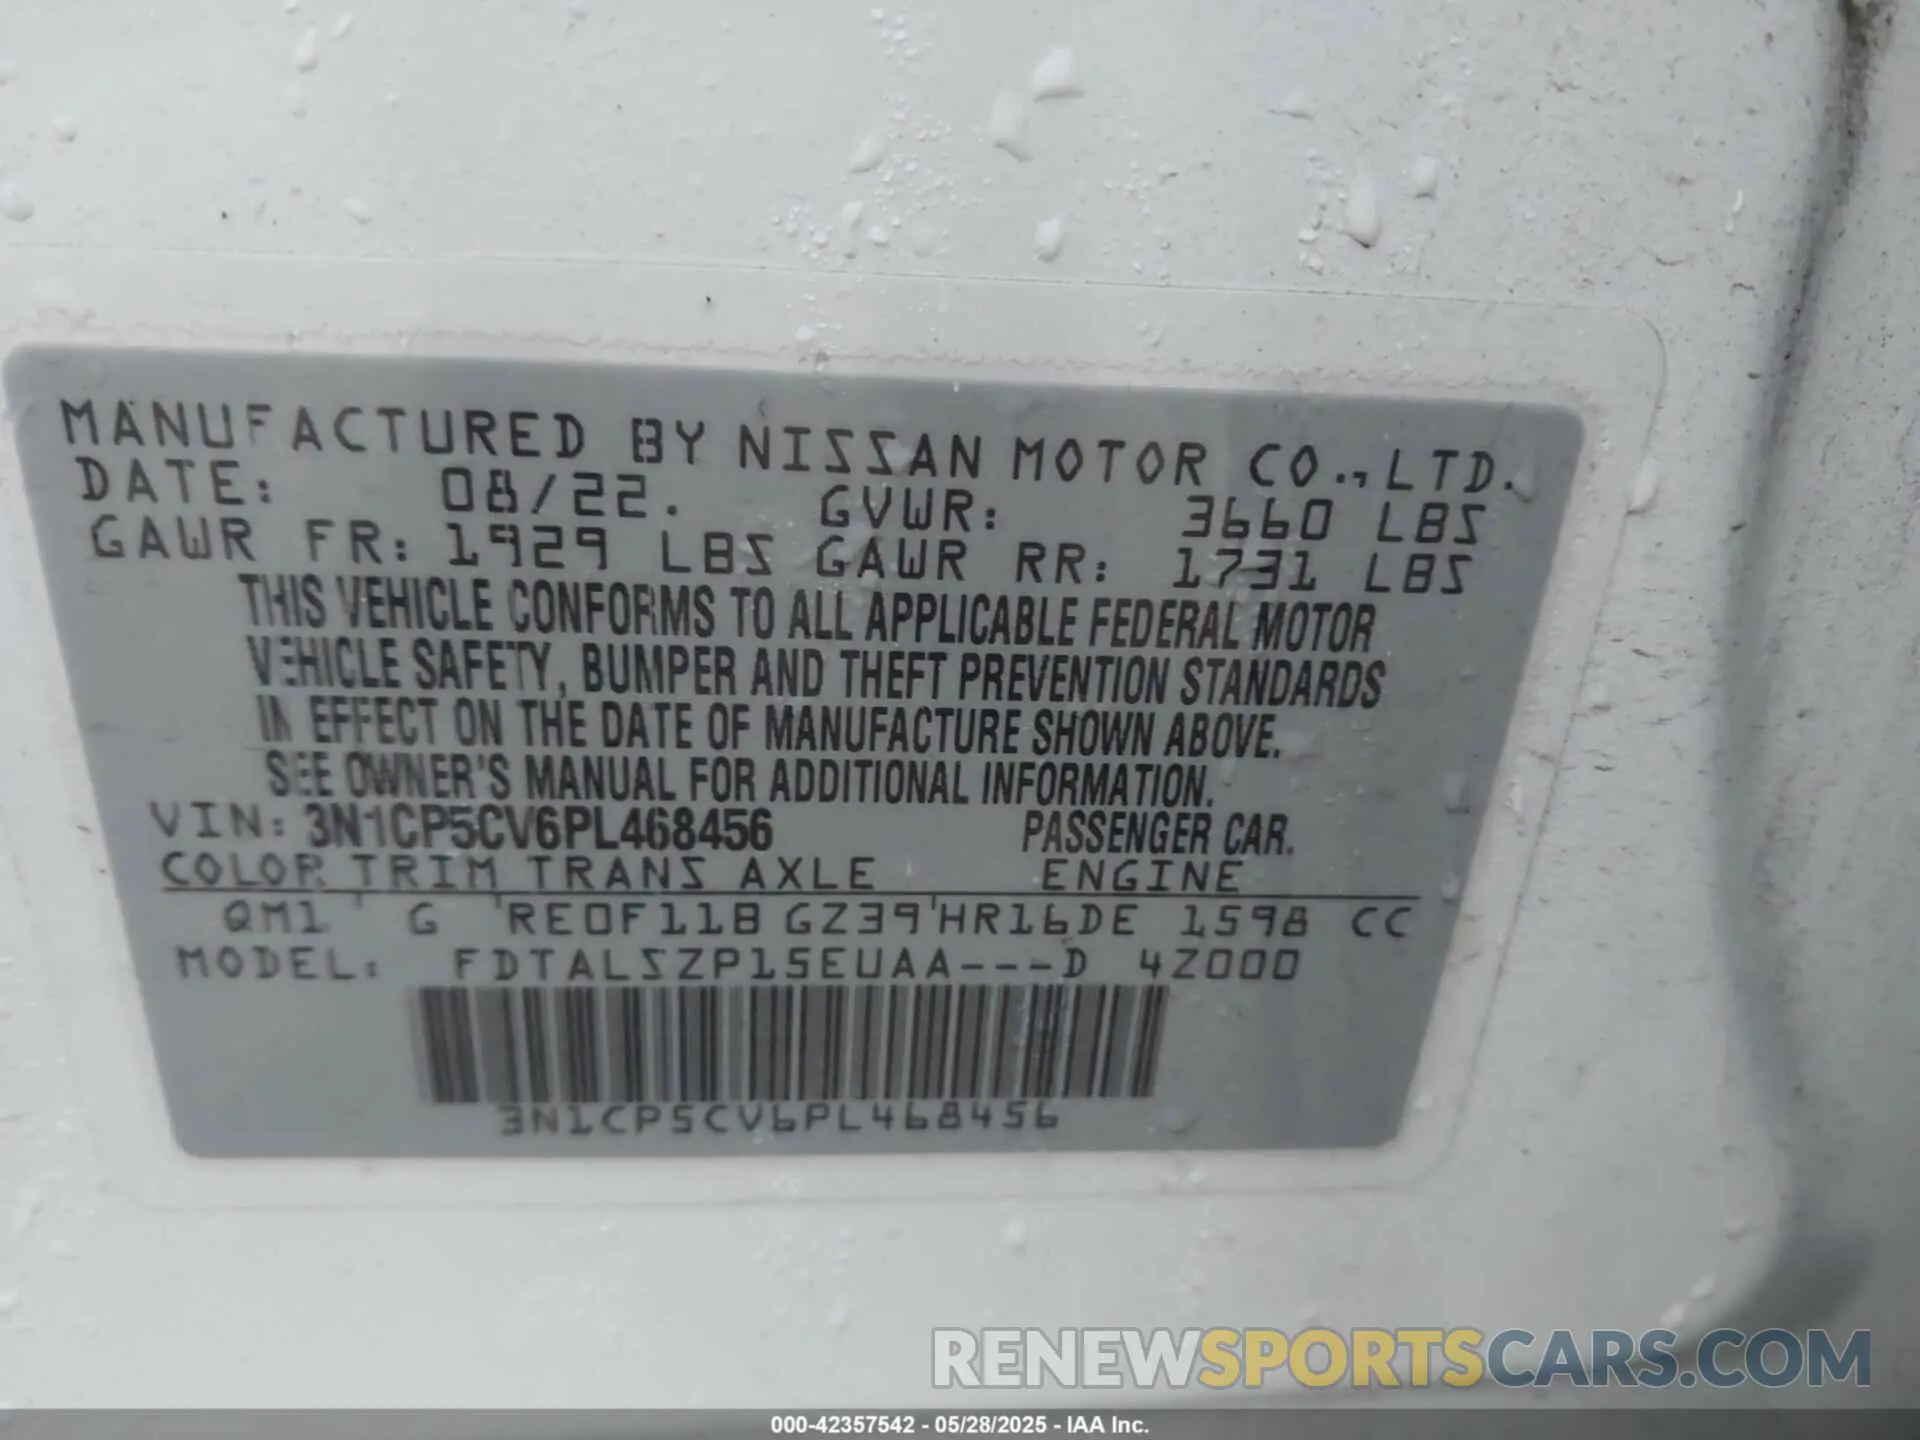 MANUFACTURED BY NISSAN MOTOR CO., LTD.
DATE: 08/22. GVWR: 3660 LBS
GAWR FR: 1929 LBS GAWR RR: 1731 LBS
THIS VEHICLE CONFORMS TO ALL APPLICABLE FEDERAL MOTOR
VEHICLE SAFETY, BUMPER AND THEFT PREVENTION STANDARDS
IN EFFECT ON THE DATE OF MANUFACTURE SHOWN ABOVE.
SEE OWNER'S MANUAL FOR ADDITIONAL INFORMATION.
VIN: 3N1CP5CV6PL468456 PASSENGER CAR.
COLOR TRIM TRANS AXLE ENGINE
QM1 G RE0F11B GZ39 HR16DE 1598 CC
MODEL: FDTALSZP15EUAA---D 4Z000
3N1CP5CV6PL468456
RENEWSPORTSCARS.COM
000-42357542 - 05/28/2025 - IAA Inc.